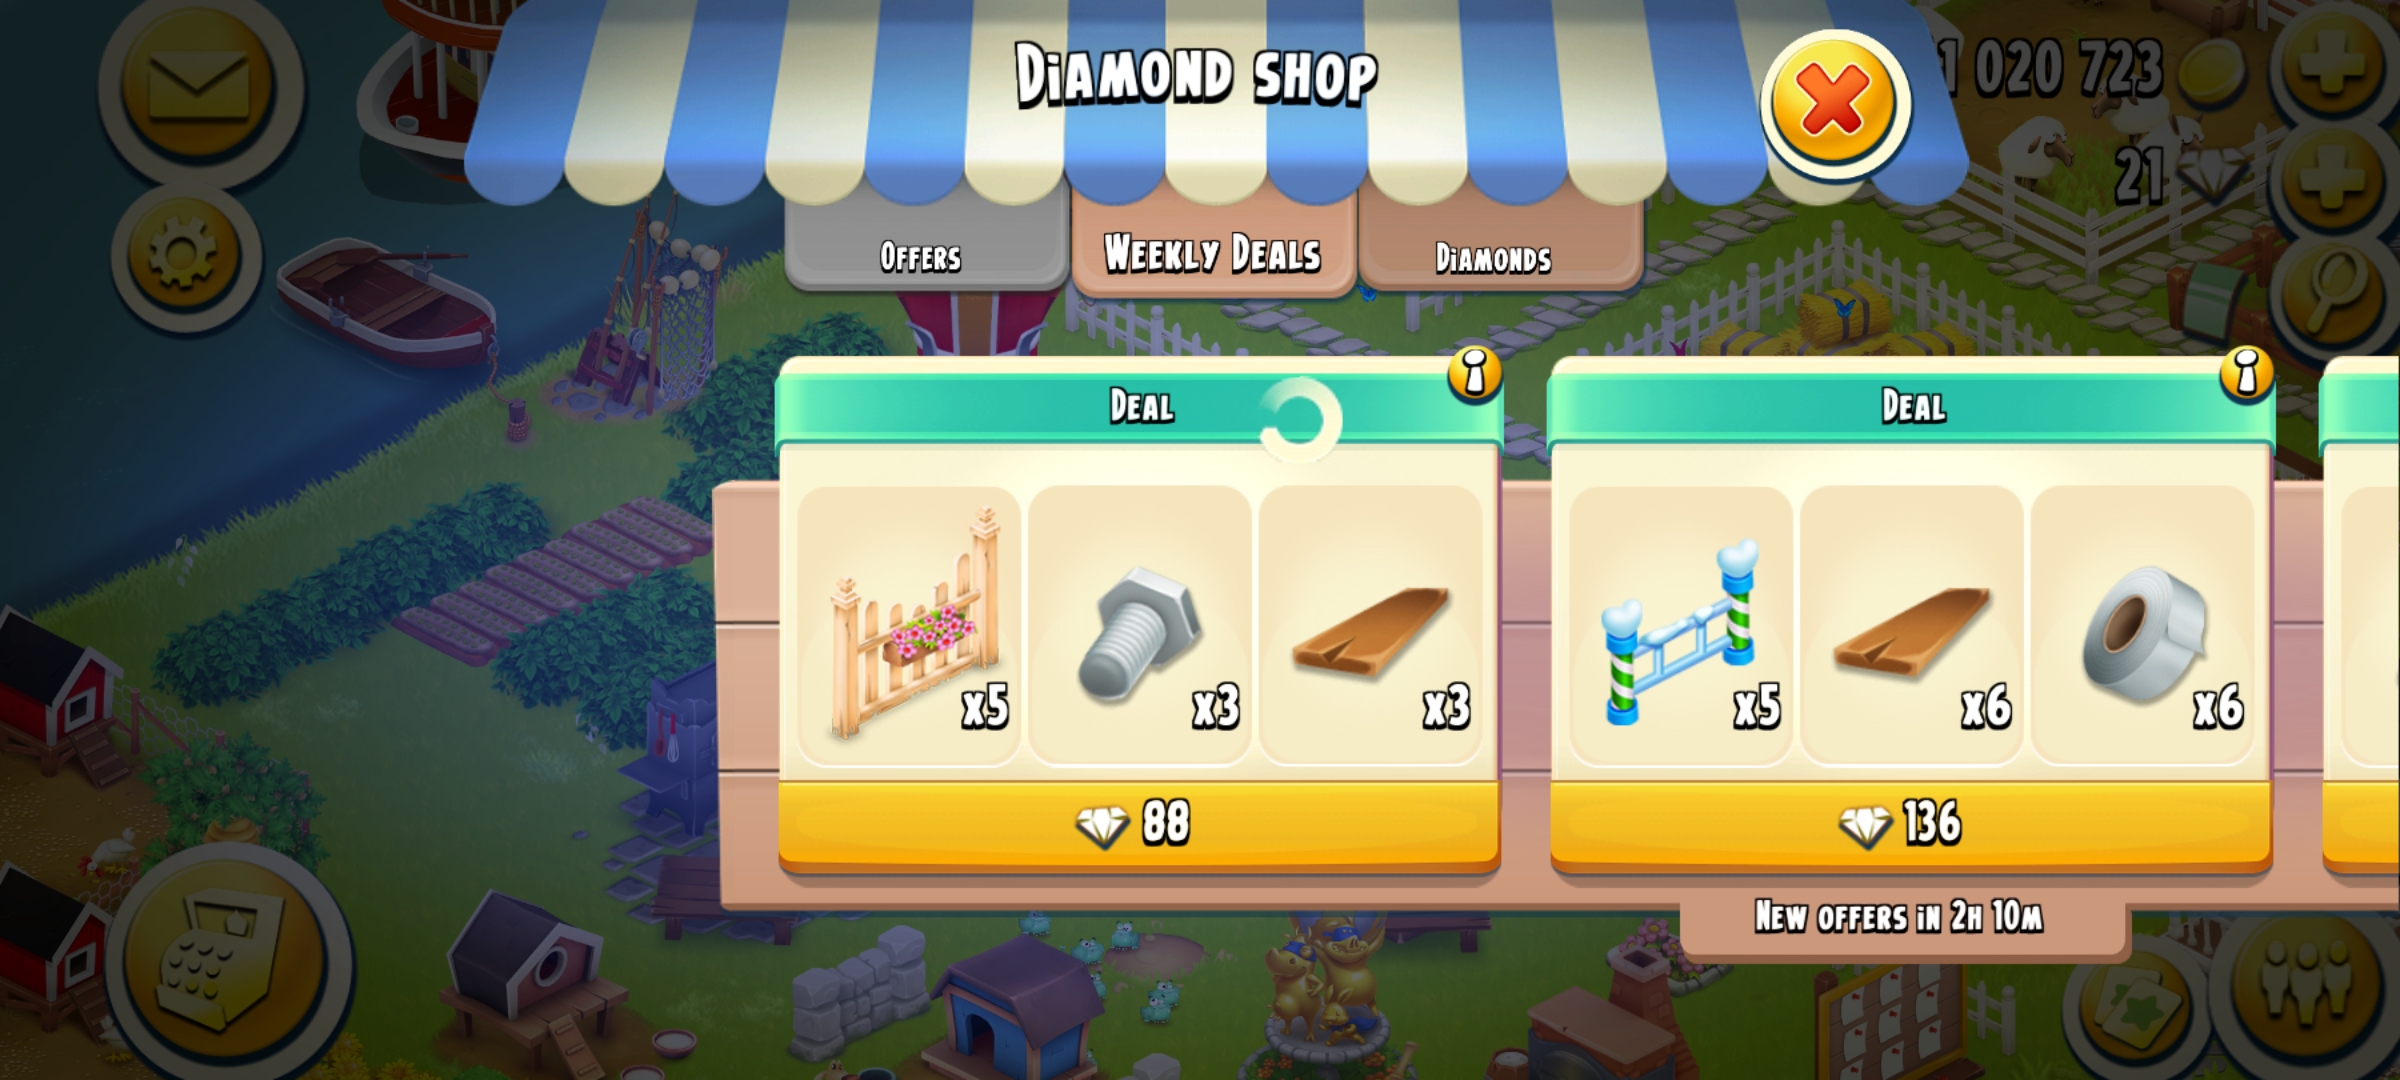 DiAMOND SHOP
1 020 723
21
OFFERS
WEEKLY DEALS
DiAMONDS
DEAL
DEAL
x5
x3
x3
x5
x6
x6
88
136
NEW OFFERS iN 2H 10M